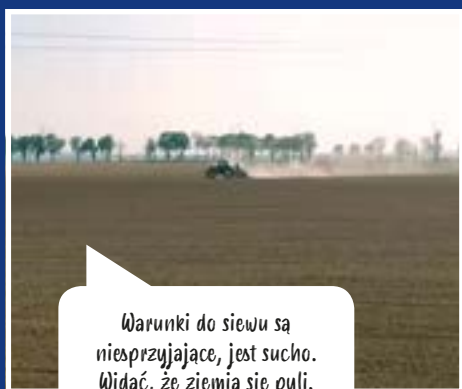 Warunki do siewu są
niesprzyjające, jest sucho.
Widać, że ziemia się pyli.